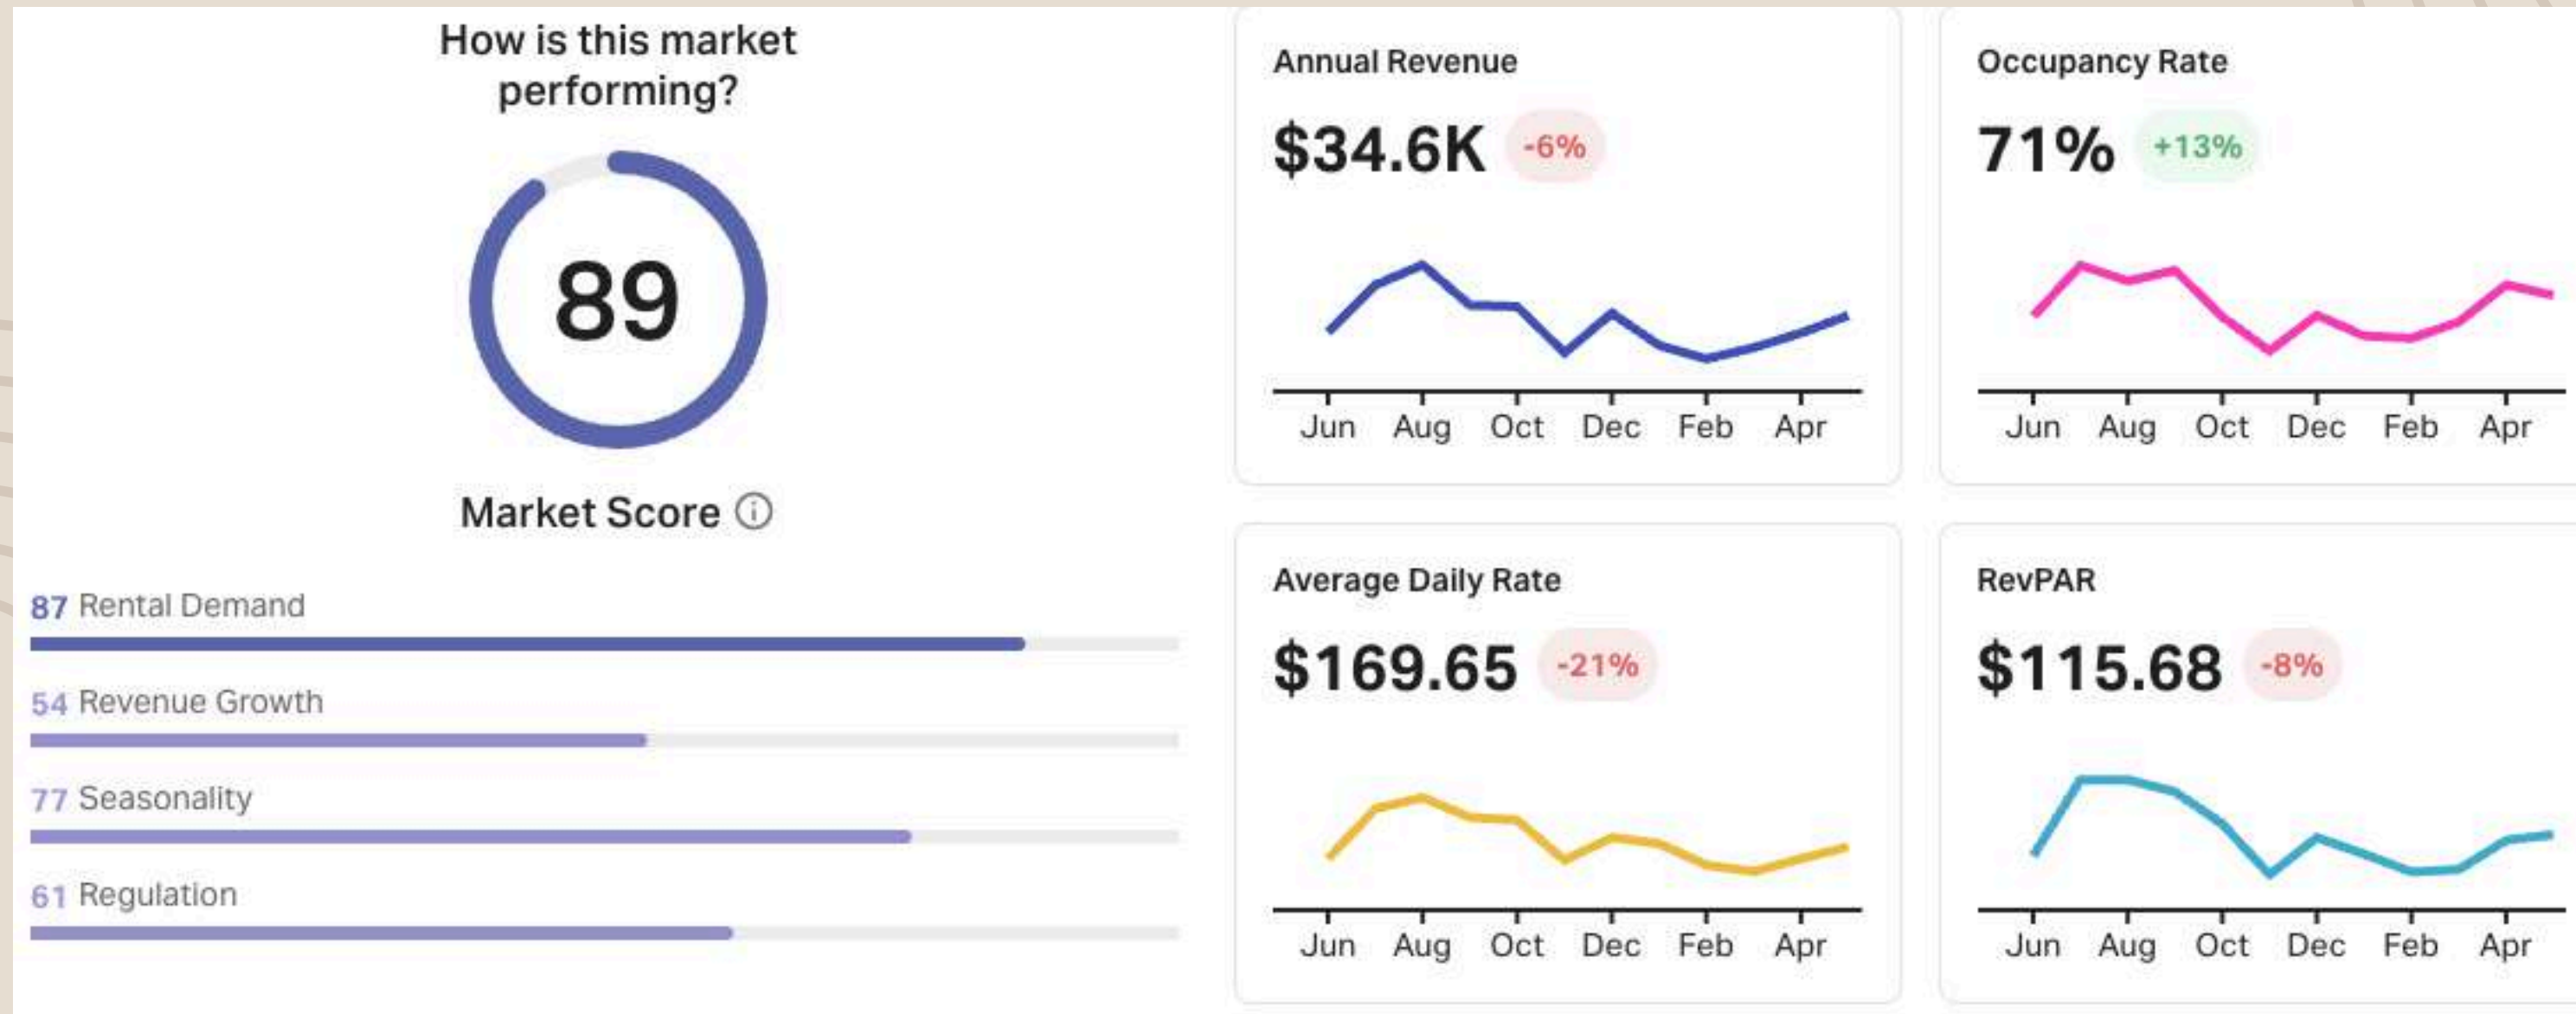 How is this market
performing?
89
Market Score
87 Rental Demand
54 Revenue Growth
77 Seasonality
61 Regulation
Annual Revenue
$34.6K -6%
Jun Aug Oct Dec Feb Apr
Occupancy Rate
71% +13%
Jun Aug Oct Dec Feb Apr
Average Daily Rate
$169.65 -21%
Jun Aug Oct Dec Feb Apr
RevPAR
$115.68 -8%
Jun Aug Oct Dec Feb Apr